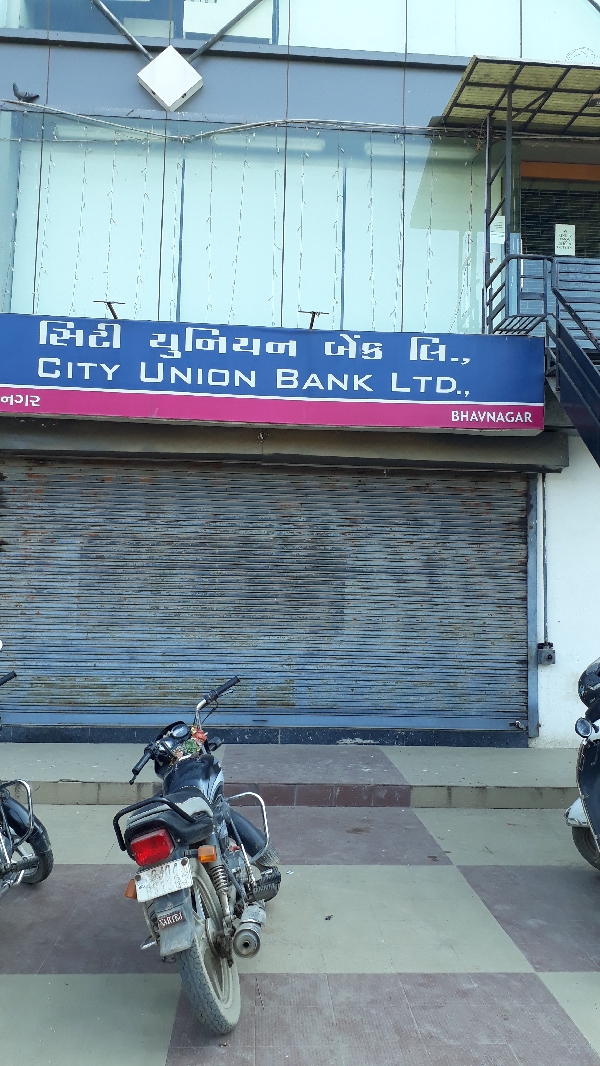 સિટી યુનિયન બેંક લિ.,
CITY UNION BANK LTD.,
નગર
BHAVNAGAR